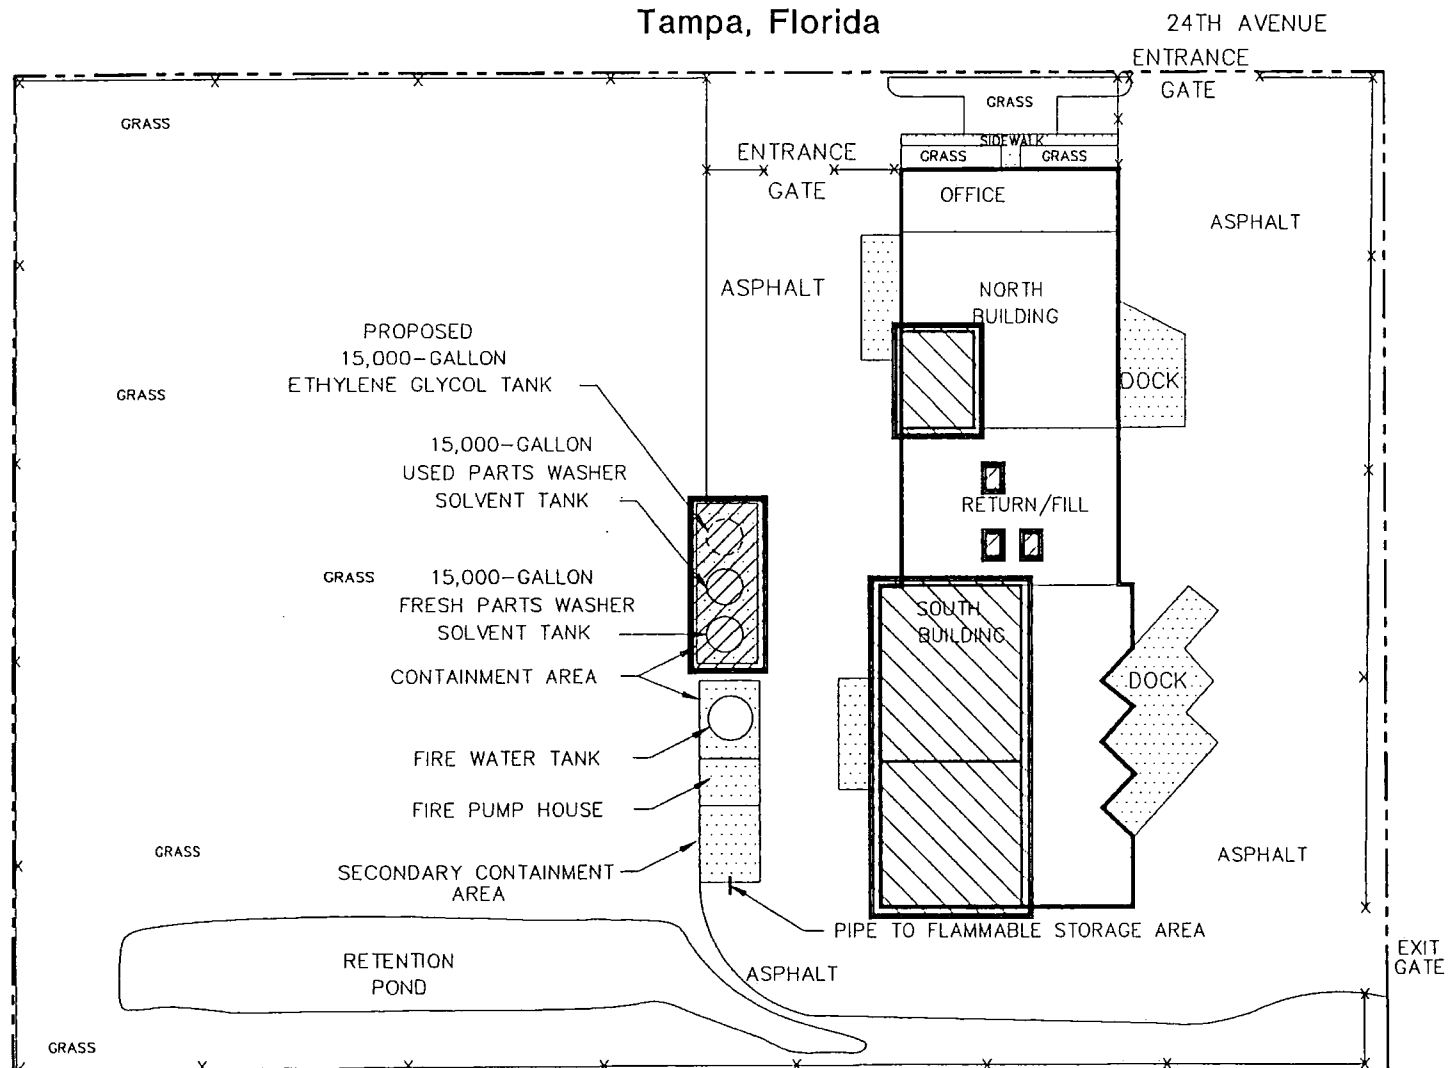 Tampa, Florida
24TH AVENUE
ENTRANCE
GATE
GRASS
GRASS
SIDEWALK
GRASS
GRASS
ENTRANCE
GATE
OFFICE
ASPHALT
ASPHALT
NORTH
BUILDING
PROPOSED
15,000-GALLON
ETHYLENE GLYCOL TANK
GRASS
DOCK
15,000-GALLON
USED PARTS WASHER
SOLVENT TANK
RETURN/FILL
GRASS
15,000-GALLON
FRESH PARTS WASHER
SOLVENT TANK
SOUTH
BUILDING
CONTAINMENT AREA
DOCK
FIRE WATER TANK
FIRE PUMP HOUSE
GRASS
ASPHALT
SECONDARY CONTAINMENT
AREA
PIPE TO FLAMMABLE STORAGE AREA
EXIT
GATE
RETENTION
POND
ASPHALT
GRASS